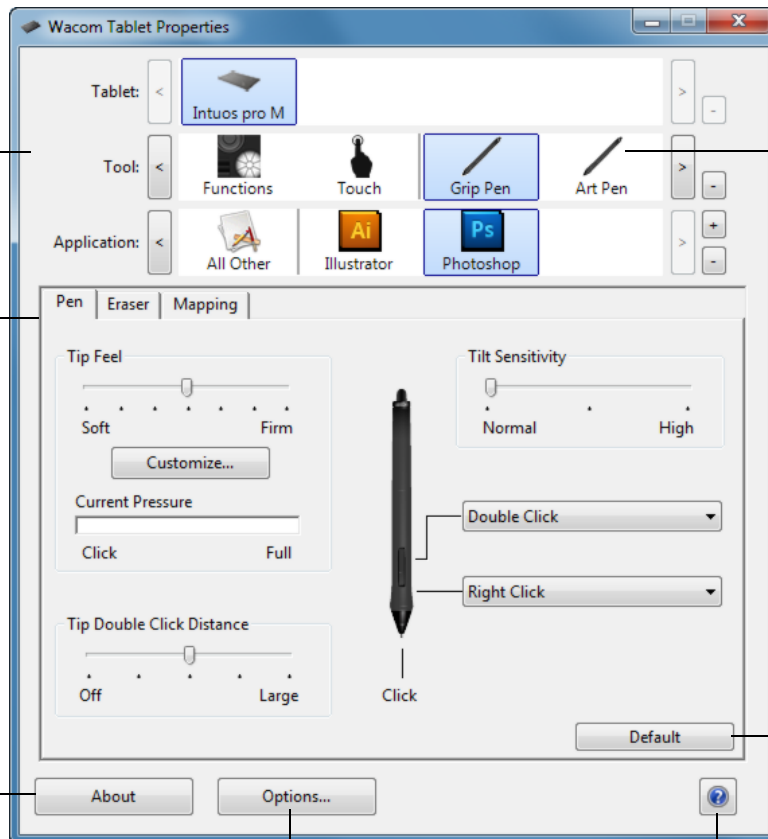 Wacom Tablet Properties
Tablet: < Intuos pro M > -
Tool: < Functions Touch Grip Pen Art Pen > -
Ai Ps +
Application: < All Other Illustrator Photoshop > -
Pen Eraser Mapping
Tip Feel Tilt Sensitivity
Soft Firm Normal High
Customize...
Current Pressure
Double Click
Click Full
Right Click
Tip Double Click Distance
Off Large Click
Default
About Options... ?